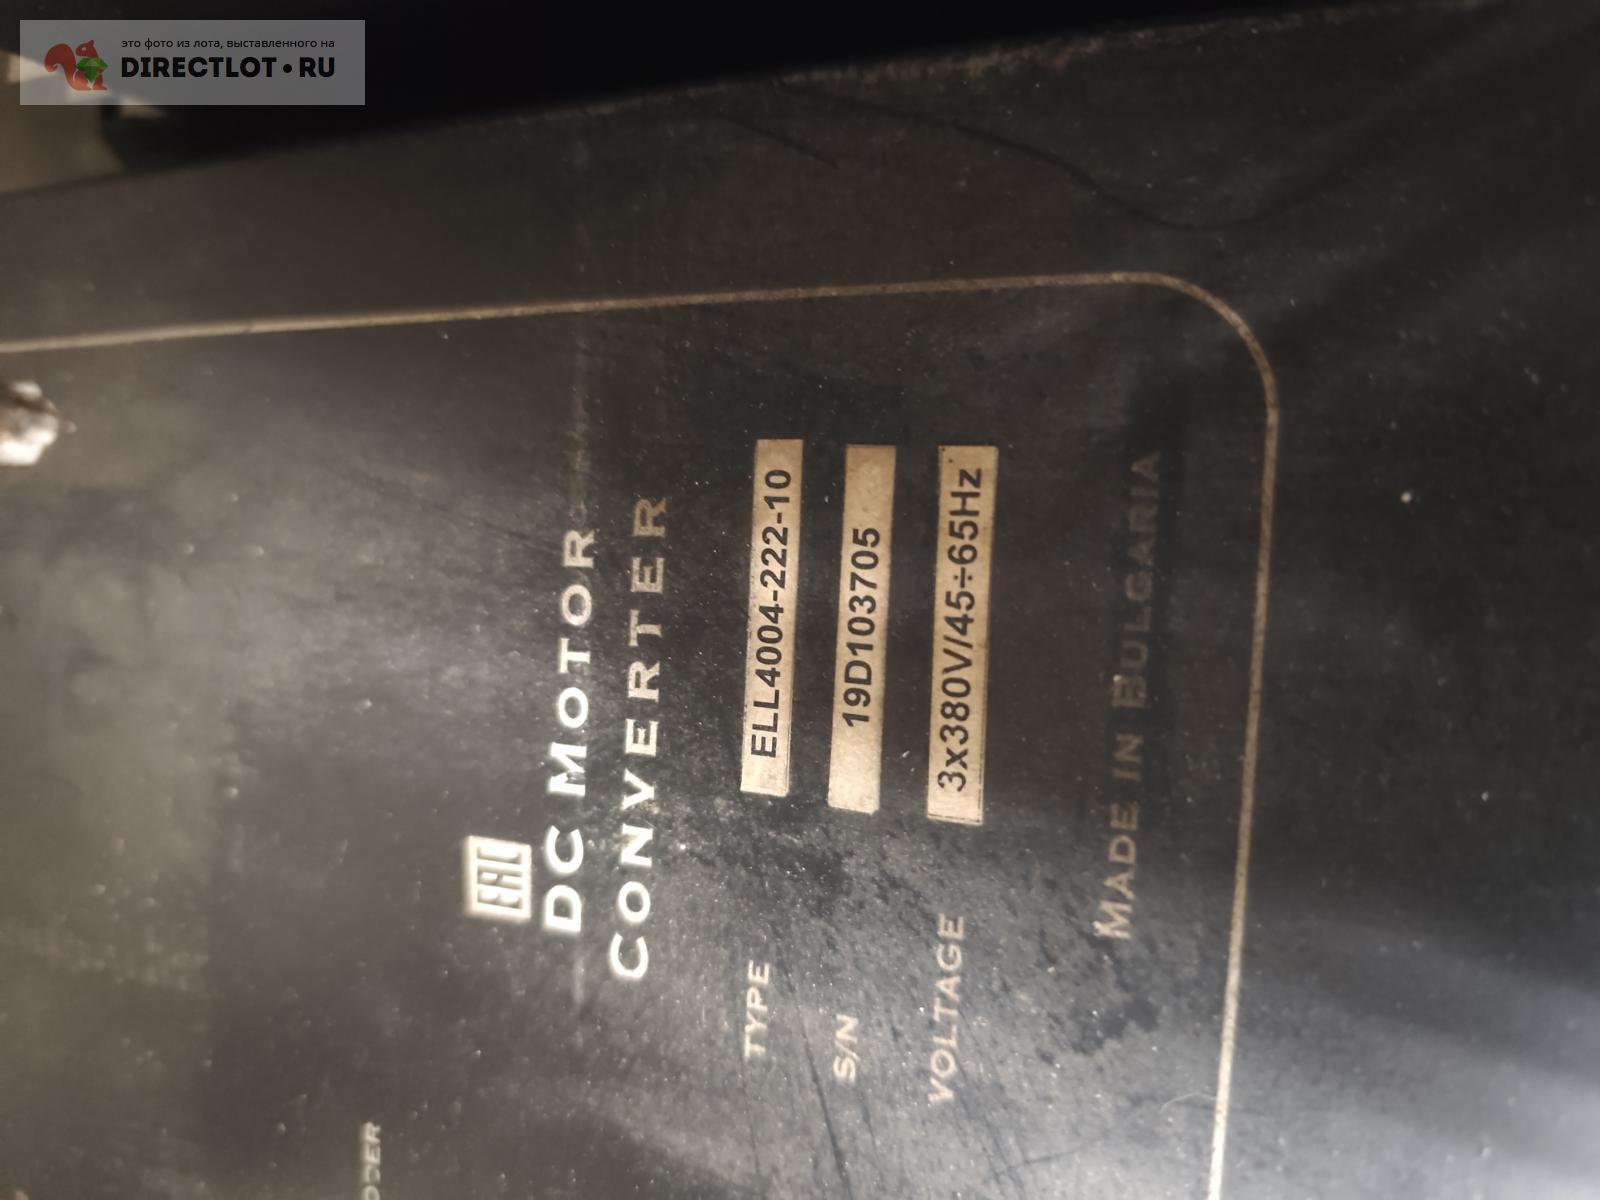 это фото из лота, выставленного на
DIRECTLOT•RU
EAC
DC MOTOR
CONVERTER
TYPE ELL4004-222-10
S/N 19D103705
VOLTAGE 3x380V/45÷65Hz
MADE IN BULGARIA